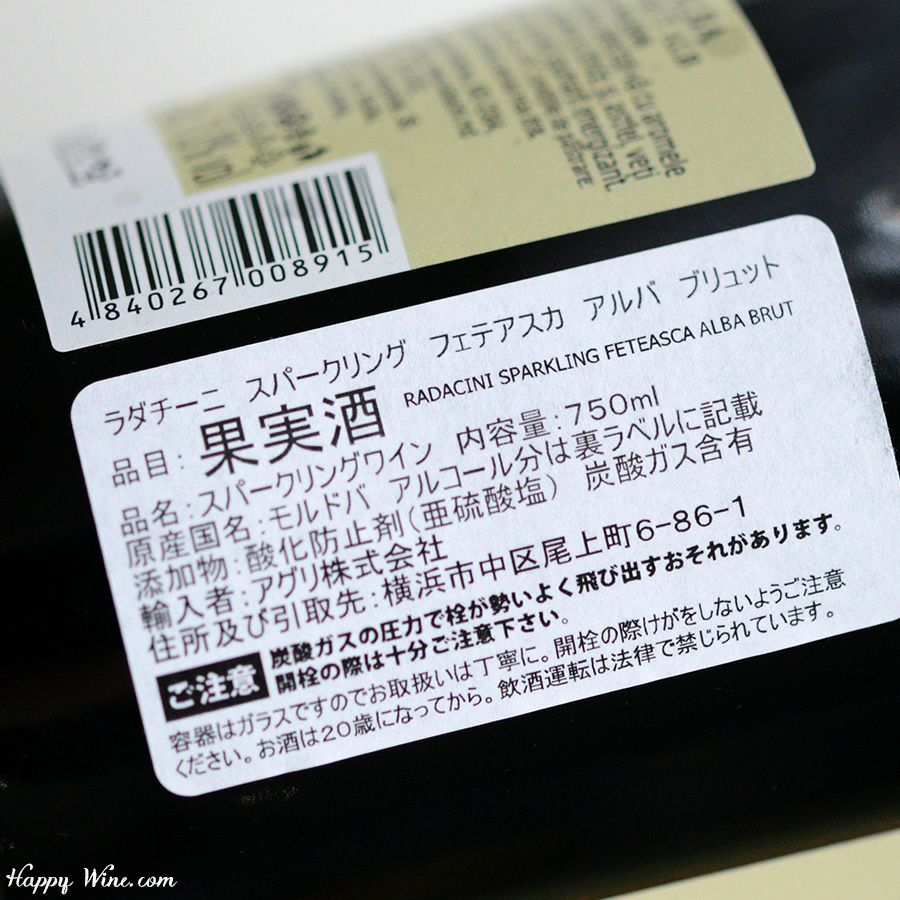 aromele
și acritei, veți
energizant
pe păstrare:
4 840267 008915
ラダチーニ スパークリング フェテアスカ アルバ ブリュット
RADACINI SPARKLING FETEASCA ALBA BRUT
品目：果実酒
品名：スパークリングワイン 内容量：750ml
原産国名：モルドバ アルコール分は裏ラベルに記載
添加物：酸化防止剤(亜硫酸塩) 炭酸ガス含有
輸入者：アグリ株式会社
住所及び引取先：横浜市中区尾上町6-86-1
ご注意 炭酸ガスの圧力で栓が勢いよく飛び出すおそれがあります。
開栓の際は十分ご注意下さい。
容器はガラスですのでお取扱いは丁寧に。開栓の際けがをしないようご注意
ください。お酒は20歳になってから。飲酒運転は法律で禁じられています。
Happy Wine.com